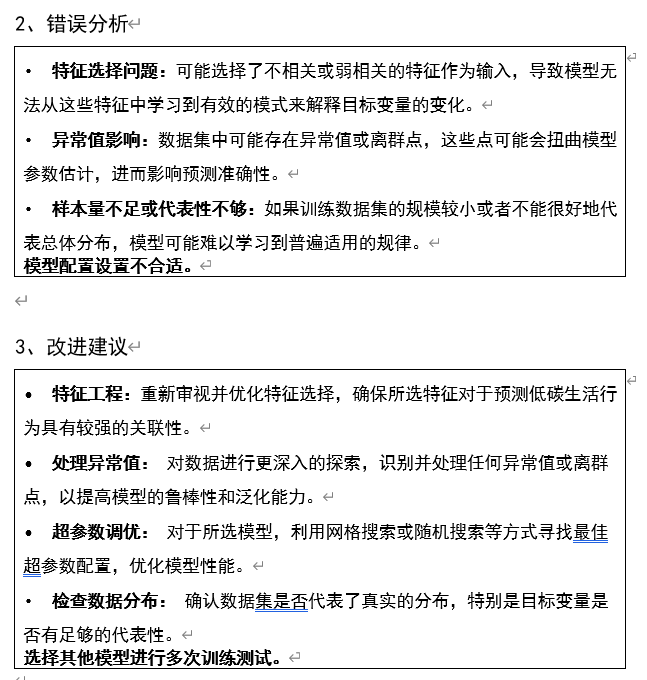 2、错误分析
• 特征选择问题：可能选择了不相关或弱相关的特征作为输入，导致模型无
法从这些特征中学习到有效的模式来解释目标变量的变化。
• 异常值影响：数据集中可能存在异常值或离群点，这些点可能会扭曲模型
参数估计，进而影响预测准确性。
• 样本量不足或代表性不够：如果训练数据集的规模较小或者不能很好地代
表总体分布，模型可能难以学习到普遍适用的规律。
模型配置设置不合适。
3、改进建议
• 特征工程：重新审视并优化特征选择，确保所选特征对于预测低碳生活行
为具有较强的关联性。
• 处理异常值： 对数据进行更深入的探索，识别并处理任何异常值或离群
点，以提高模型的鲁棒性和泛化能力。
• 超参数调优： 对于所选模型，利用网格搜索或随机搜索等方式寻找最佳
超参数配置，优化模型性能。
• 检查数据分布： 确认数据集是否代表了真实的分布，特别是目标变量是
否有足够的代表性。
选择其他模型进行多次训练测试。